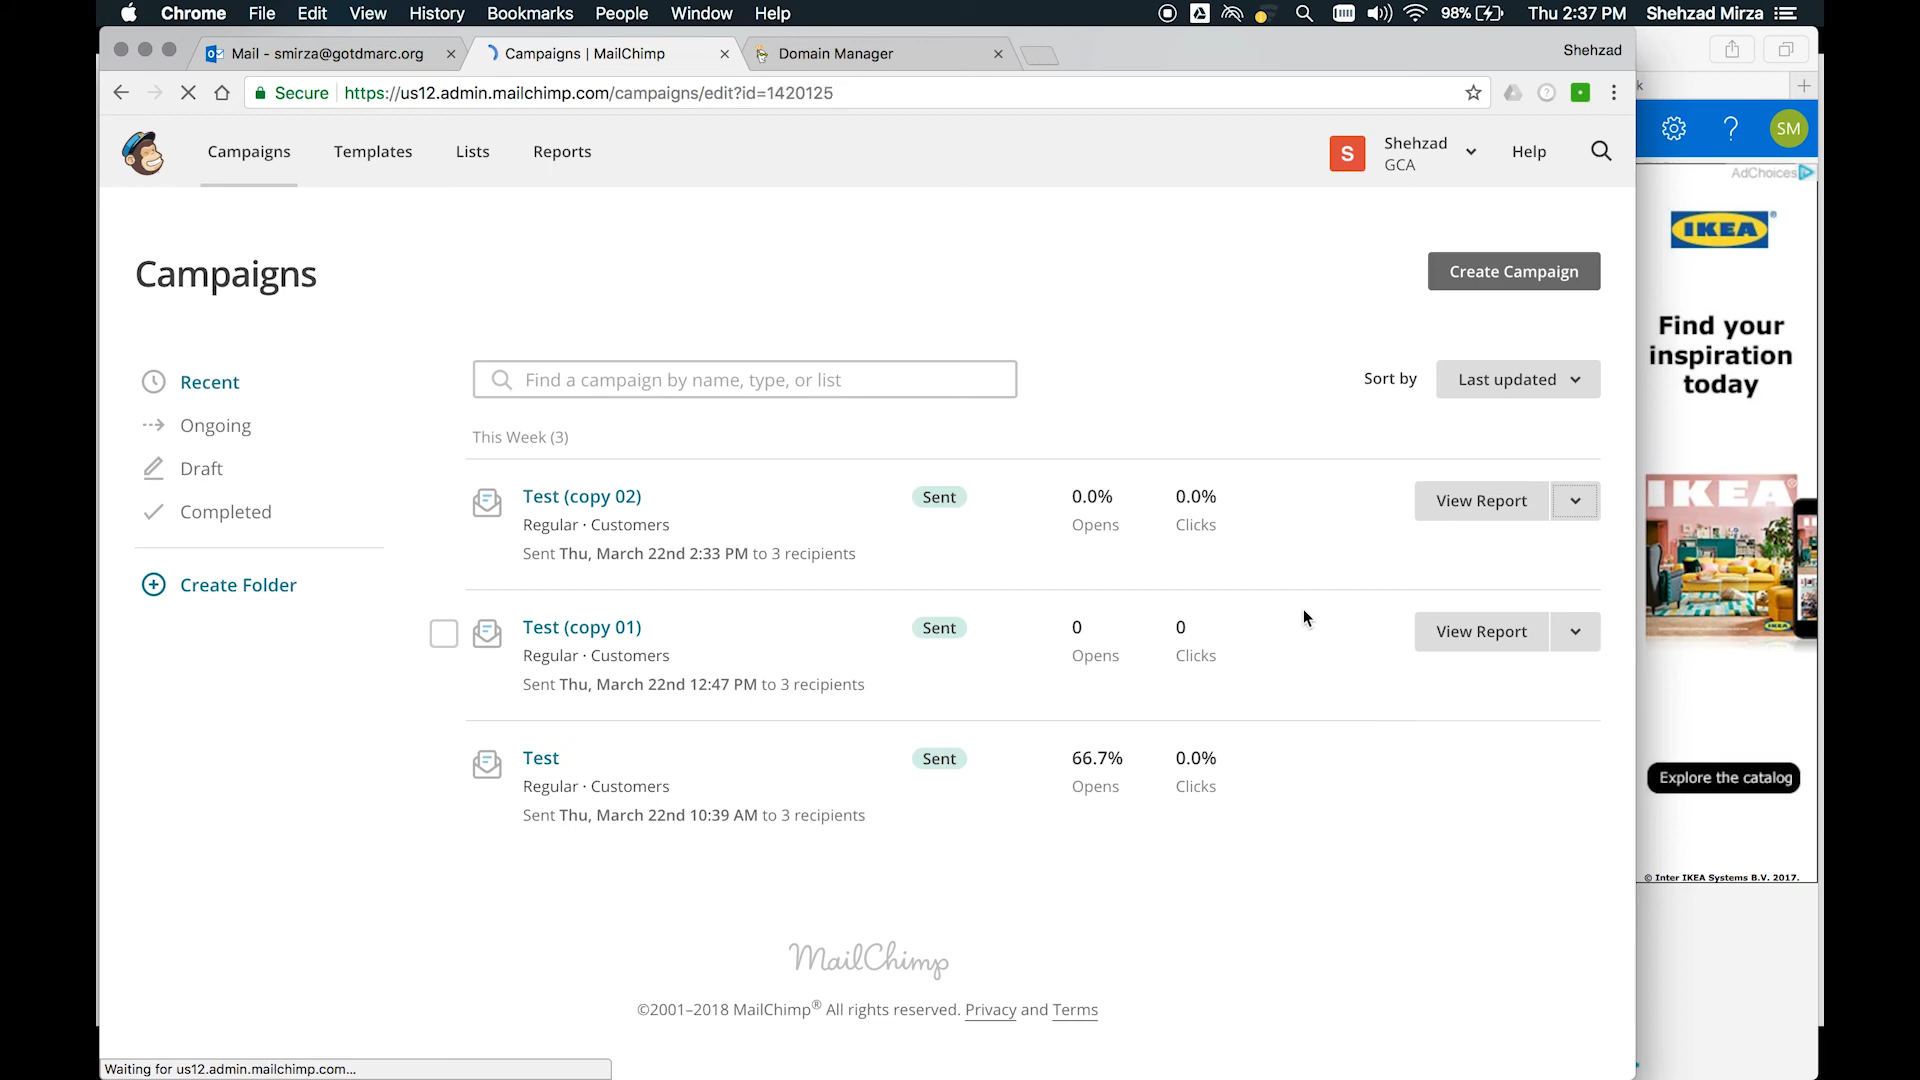 Chrome File Edit View History Bookmarks People Window Help 98% Thu 2:37 PM Shehzad Mirza
Mail - smirza@gotdmarc.org Campaigns | MailChimp Domain Manager Shehzad
Secure https://us12.admin.mailchimp.com/campaigns/edit?id=1420125
k
Campaigns Templates Lists Reports
S Shehzad
GCA
Help
SM
AdChoices
IKEA
Find your
inspiration
today
IKEA
Explore the catalog
© Inter IKEA Systems B.V. 2017.
Campaigns
Create Campaign
Recent
Ongoing
Draft
Completed
Create Folder
Find a campaign by name, type, or list
Sort by Last updated
This Week (3)
Test (copy 02) Sent 0.0% 0.0% View Report
Regular · Customers Opens Clicks
Sent Thu, March 22nd 2:33 PM to 3 recipients
Test (copy 01) Sent 0 0 View Report
Regular · Customers Opens Clicks
Sent Thu, March 22nd 12:47 PM to 3 recipients
Test Sent 66.7% 0.0%
Regular · Customers Opens Clicks
Sent Thu, March 22nd 10:39 AM to 3 recipients
MailChimp
©2001–2018 MailChimp® All rights reserved. Privacy and Terms
Waiting for us12.admin.mailchimp.com...